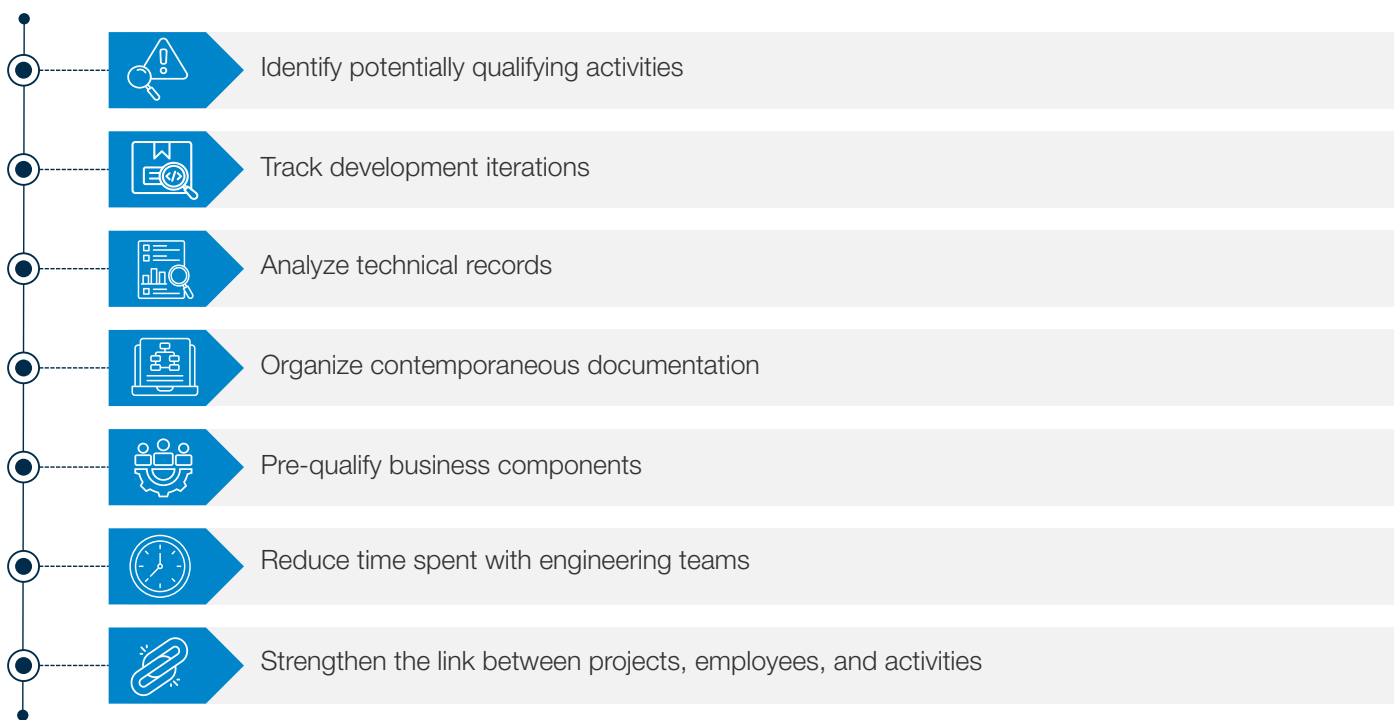 Identify potentially qualifying activities
Track development iterations
Analyze technical records
Organize contemporaneous documentation
Pre-qualify business components
Reduce time spent with engineering teams
Strengthen the link between projects, employees, and activities